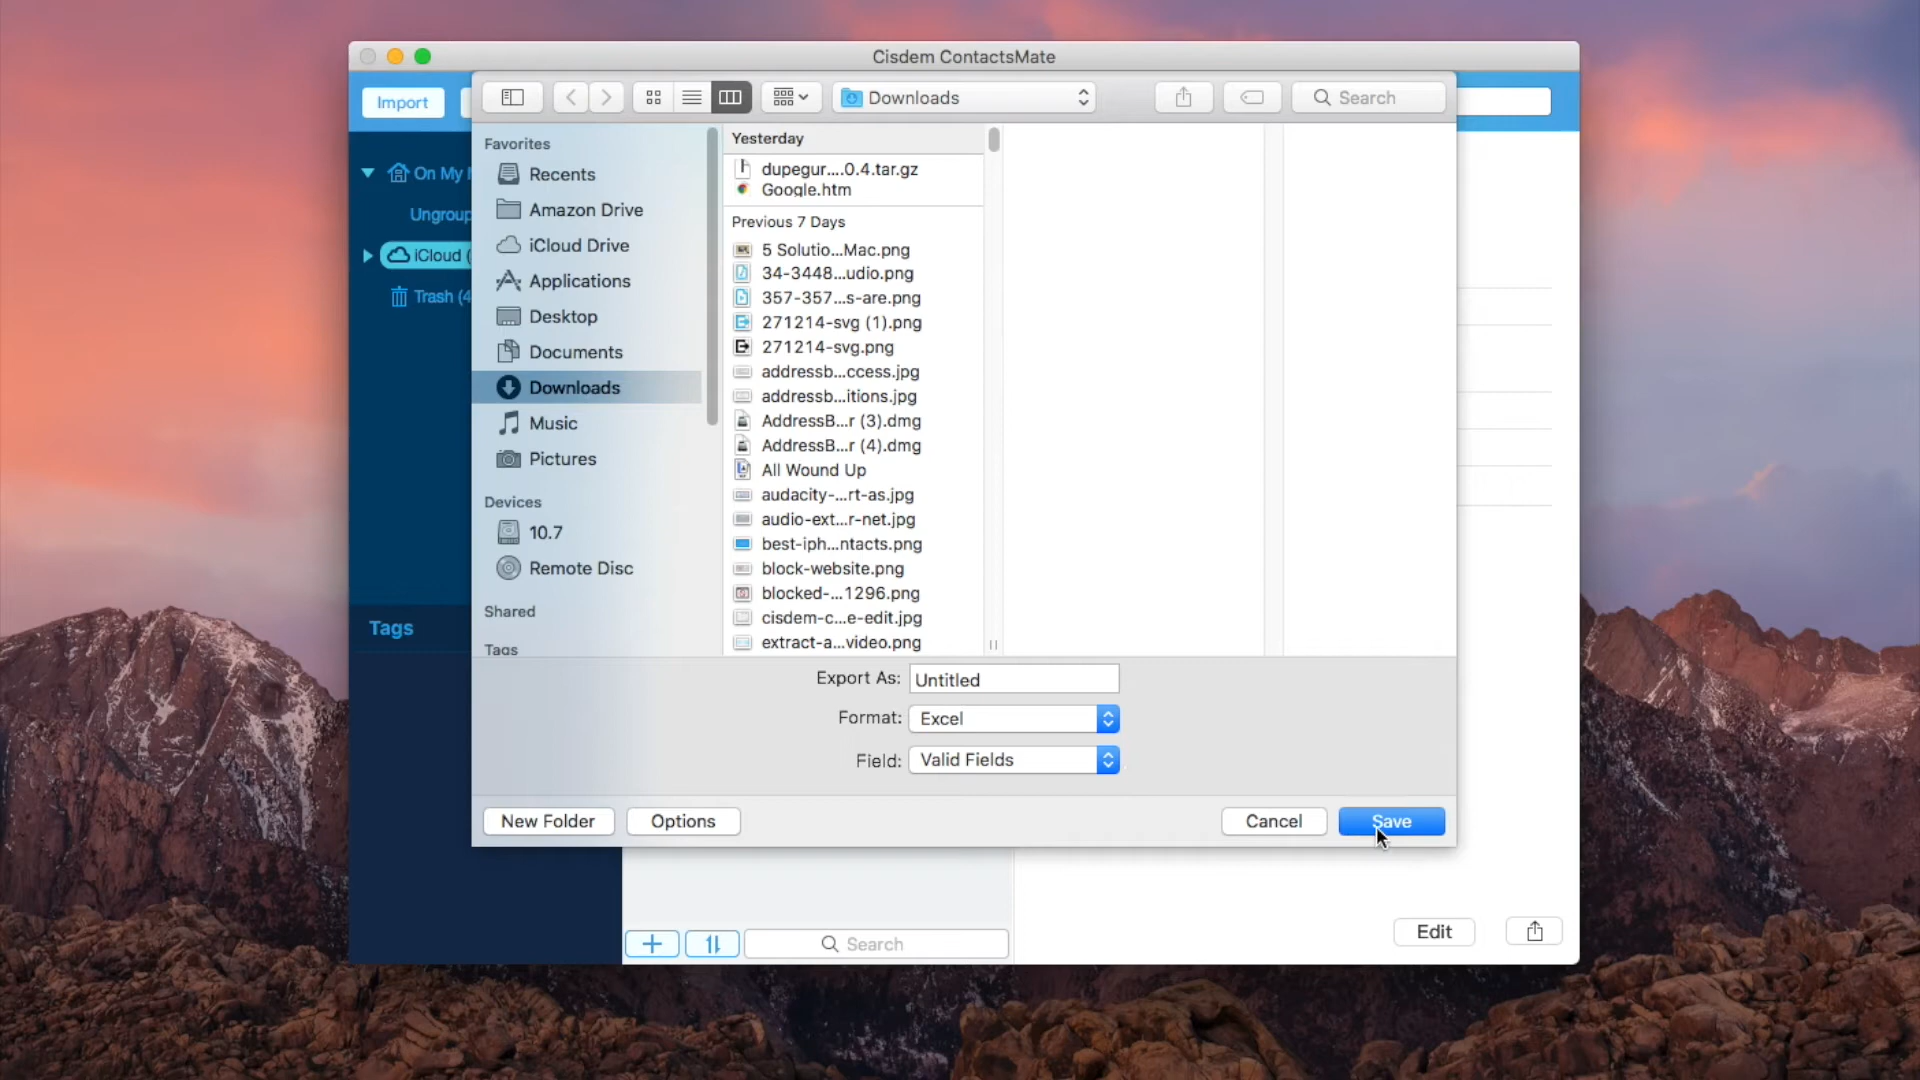 Cisdem ContactsMate
Import
Downloads
Search
On My
Ungroup
iCloud (
Trash (4
Tags
Favorites
Recents
Amazon Drive
iCloud Drive
Applications
Desktop
Documents
Downloads
Music
Pictures
Devices
10.7
Remote Disc
Shared
Tags
Yesterday
dupegur....0.4.tar.gz
Google.htm
Previous 7 Days
5 Solutio...Mac.png
34-3448...udio.png
357-357...s-are.png
271214-svg (1).png
271214-svg.png
addressb...ccess.jpg
addressb...itions.jpg
AddressB...r (3).dmg
AddressB...r (4).dmg
All Wound Up
audacity-...rt-as.jpg
audio-ext...r-net.jpg
best-iph...ntacts.png
block-website.png
blocked-...1296.png
cisdem-c...e-edit.jpg
extract-a...video.png
Export As: Untitled
Format: Excel
Field: Valid Fields
New Folder
Options
Cancel
Save
Search
Edit